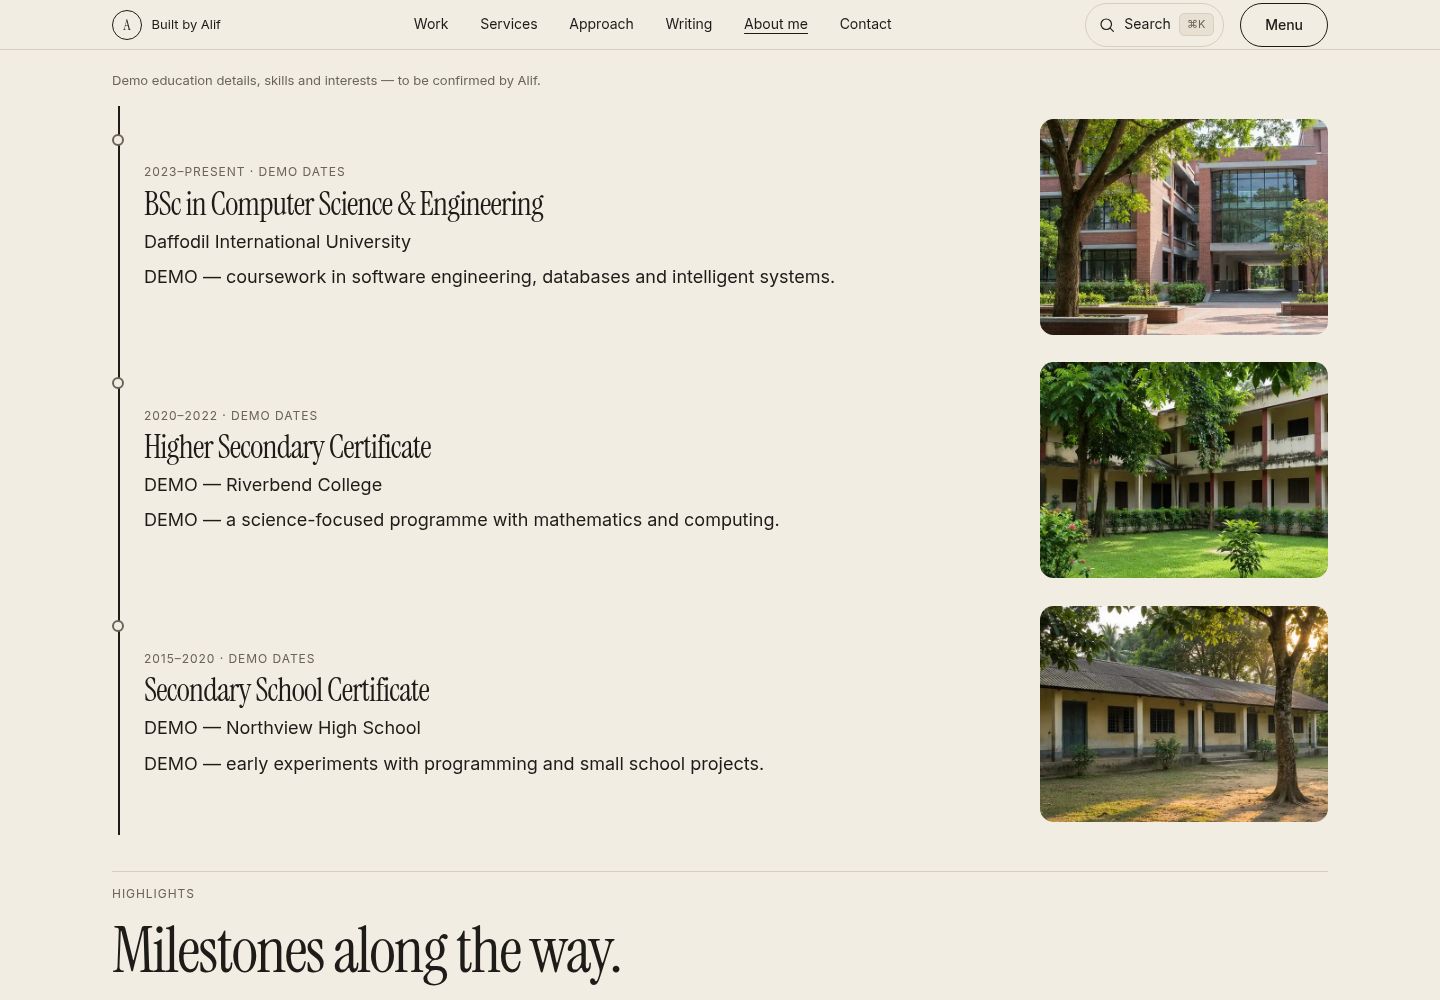 A
Built by Alif
Work
Services
Approach
Writing
About me
Contact
Search
⌘K
Menu
Demo education details, skills and interests — to be confirmed by Alif.
2023–PRESENT · DEMO DATES
BSc in Computer Science & Engineering
Daffodil International University
DEMO — coursework in software engineering, databases and intelligent systems.
2020–2022 · DEMO DATES
Higher Secondary Certificate
DEMO — Riverbend College
DEMO — a science-focused programme with mathematics and computing.
2015–2020 · DEMO DATES
Secondary School Certificate
DEMO — Northview High School
DEMO — early experiments with programming and small school projects.
HIGHLIGHTS
Milestones along the way.